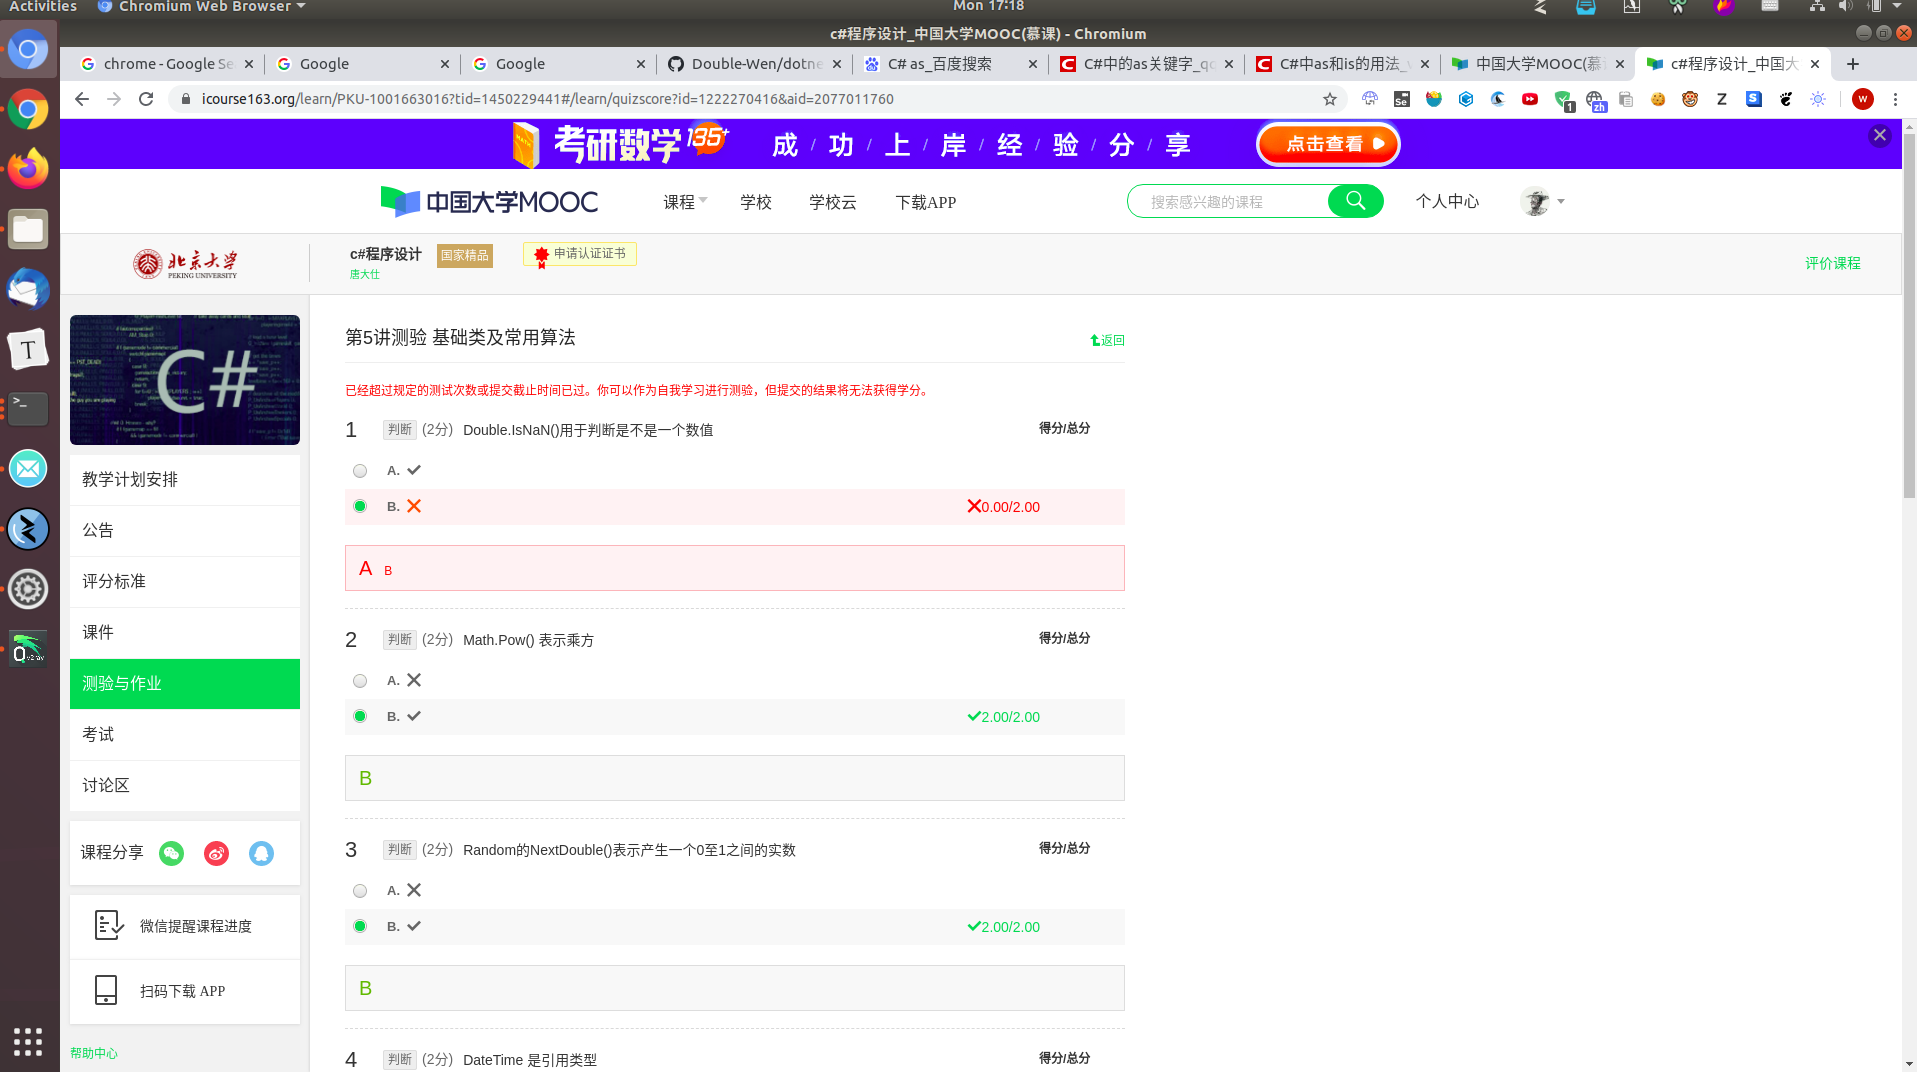 Activities
Chromium Web Browser
Mon 17:18
c#程序设计_中国大学MOOC(慕课) - Chromium
chrome - Google Se
Google
Google
Double-Wen/dotne
C# as_百度搜索
C#中的as关键字_qq
C#中as和is的用法_
中国大学MOOC(慕
c#程序设计_中国大
icourse163.org/learn/PKU-1001663016?tid=1450229441#/learn/quizscore?id=1222270416&aid=2077011760
考研数学135+
成 / 功 / 上 / 岸 / 经 / 验 / 分 / 享
点击查看
中国大学MOOC
课程
学校
学校云
下载APP
搜索感兴趣的课程
个人中心
北京大学
PEKING UNIVERSITY
c#程序设计
国家精品
申请认证证书
唐大仕
评价课程
C#
教学计划安排
公告
评分标准
课件
测验与作业
考试
讨论区
课程分享
微信提醒课程进度
扫码下载 APP
帮助中心
第5讲测验 基础类及常用算法
返回
已经超过规定的测试次数或提交截止时间已过。你可以作为自我学习进行测验，但提交的结果将无法获得学分。
1 判断 (2分) Double.IsNaN()用于判断是不是一个数值 得分/总分
A.
B. 0.00/2.00
A B
2 判断 (2分) Math.Pow() 表示乘方 得分/总分
A.
B. 2.00/2.00
B
3 判断 (2分) Random的NextDouble()表示产生一个0至1之间的实数 得分/总分
A.
B. 2.00/2.00
B
4 判断 (2分) DateTime 是引用类型 得分/总分